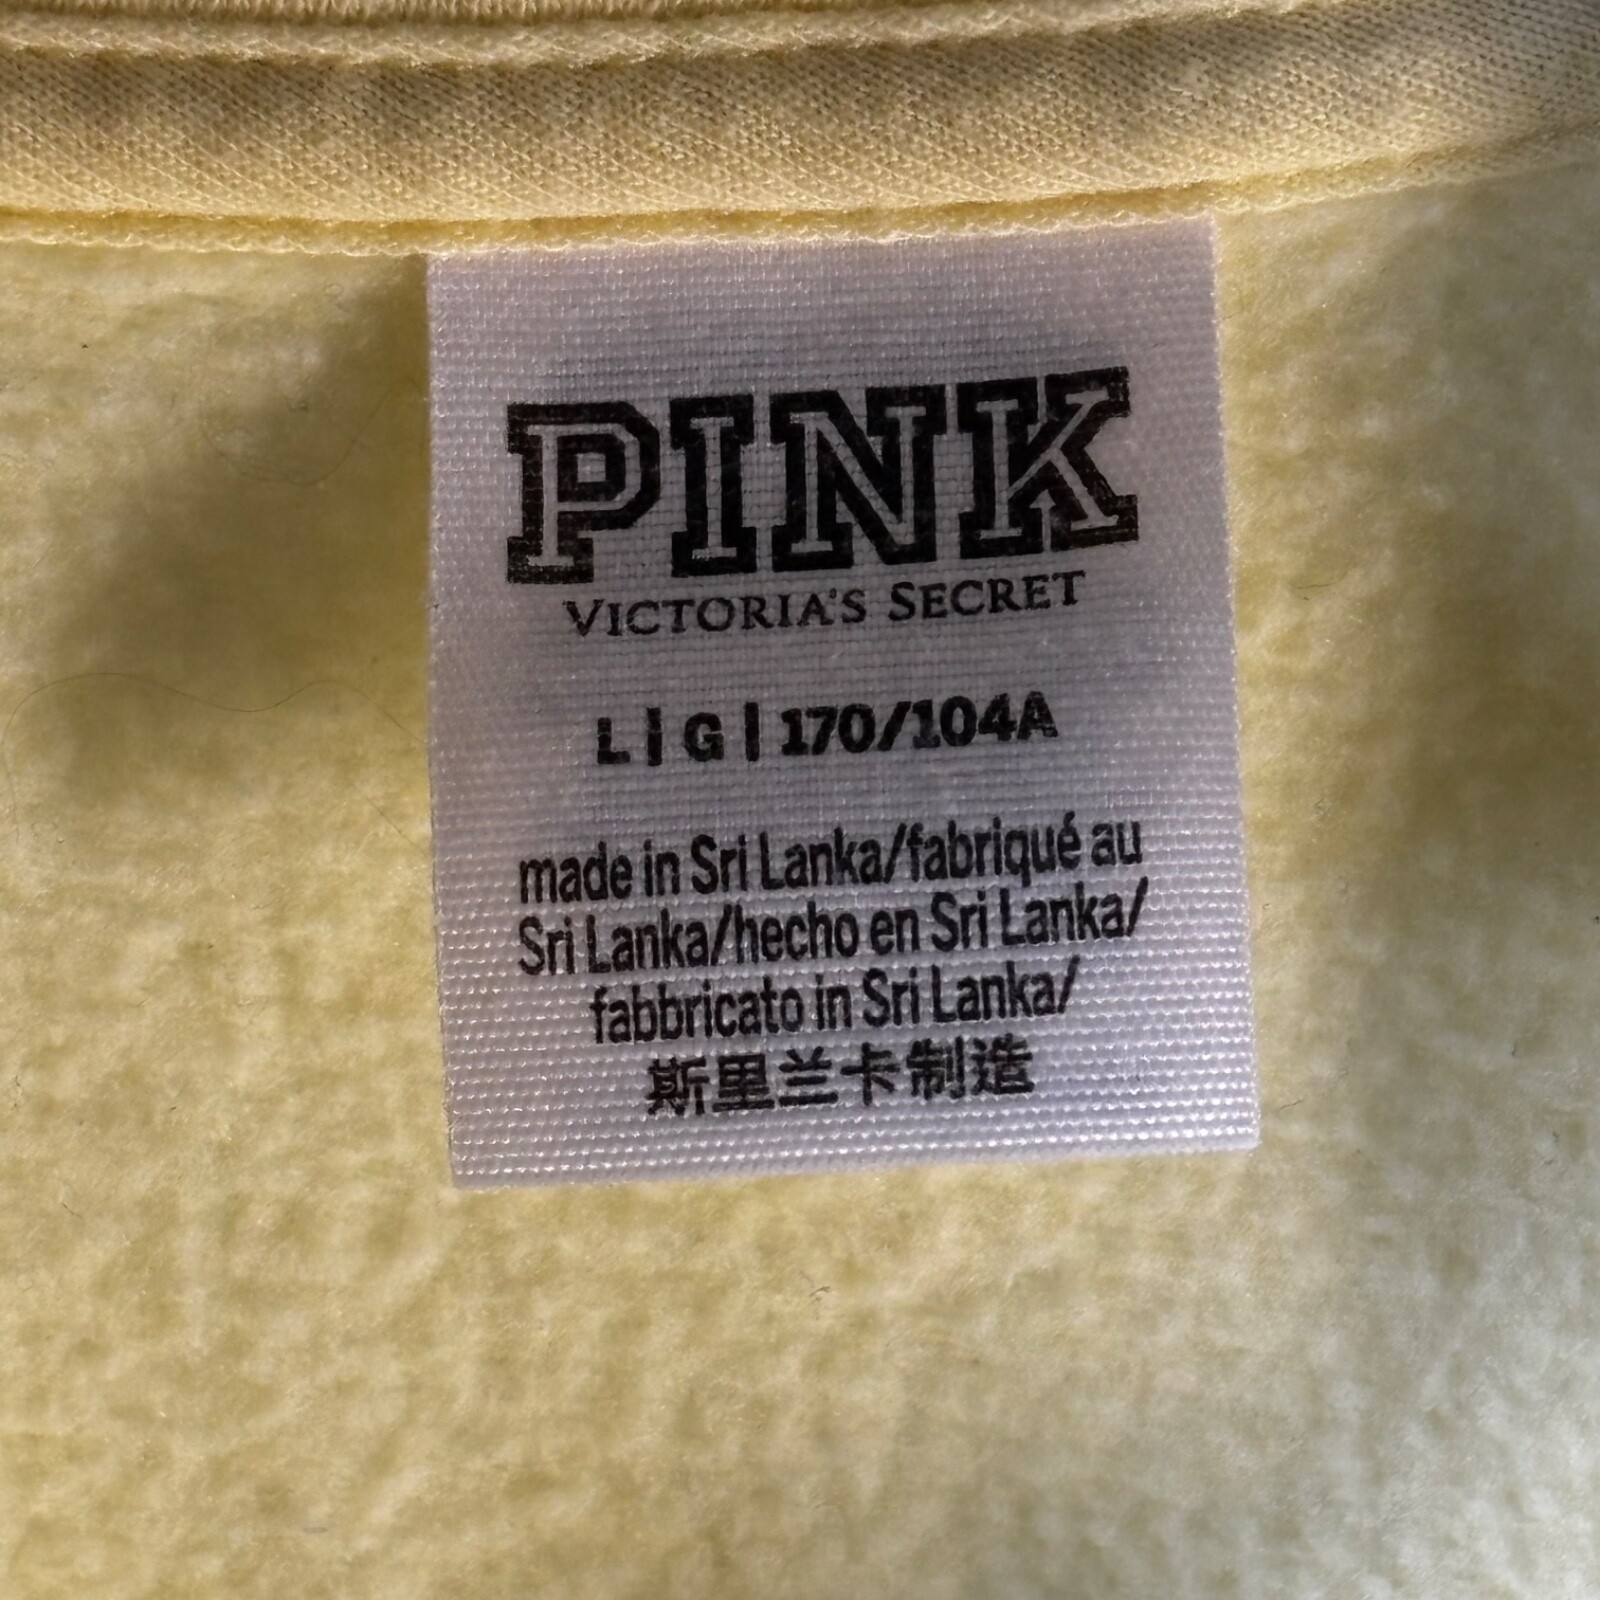 PINK
VICTORIA'S SECRET
L | G | 170/104A
made in Sri Lanka/fabriqué au
Sri Lanka/hecho en Sri Lanka/
fabbricato in Sri Lanka/
斯里兰卡制造